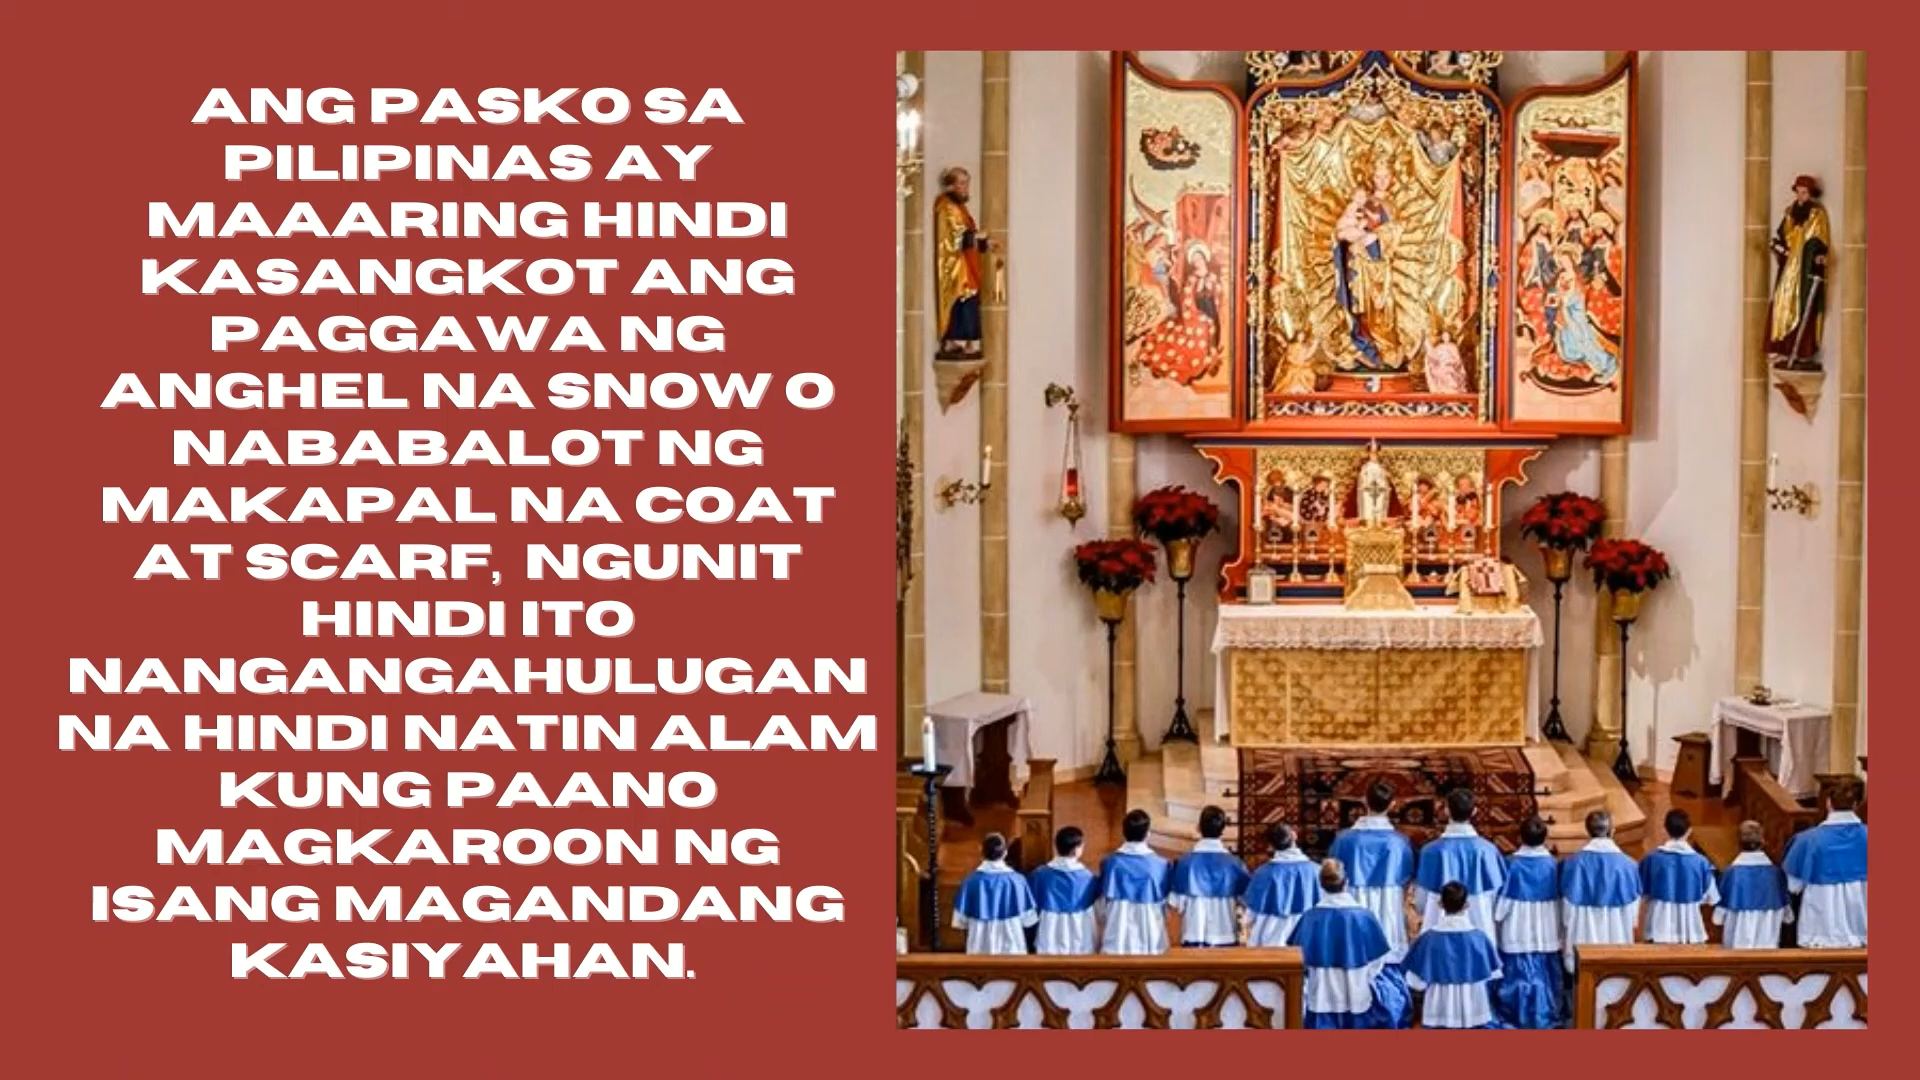 ANG PASKO SA
PILIPINAS AY
MAAARING HINDI
KASANGKOT ANG
PAGGAWA NG
ANGHEL NA SNOW O
NABABALOT NG
MAKAPAL NA COAT
AT SCARF, NGUNIT
HINDI ITO
NANGANGAHULUGAN
NA HINDI NATIN ALAM
KUNG PAANO
MAGKAROON NG
ISANG MAGANDANG
KASIYAHAN.